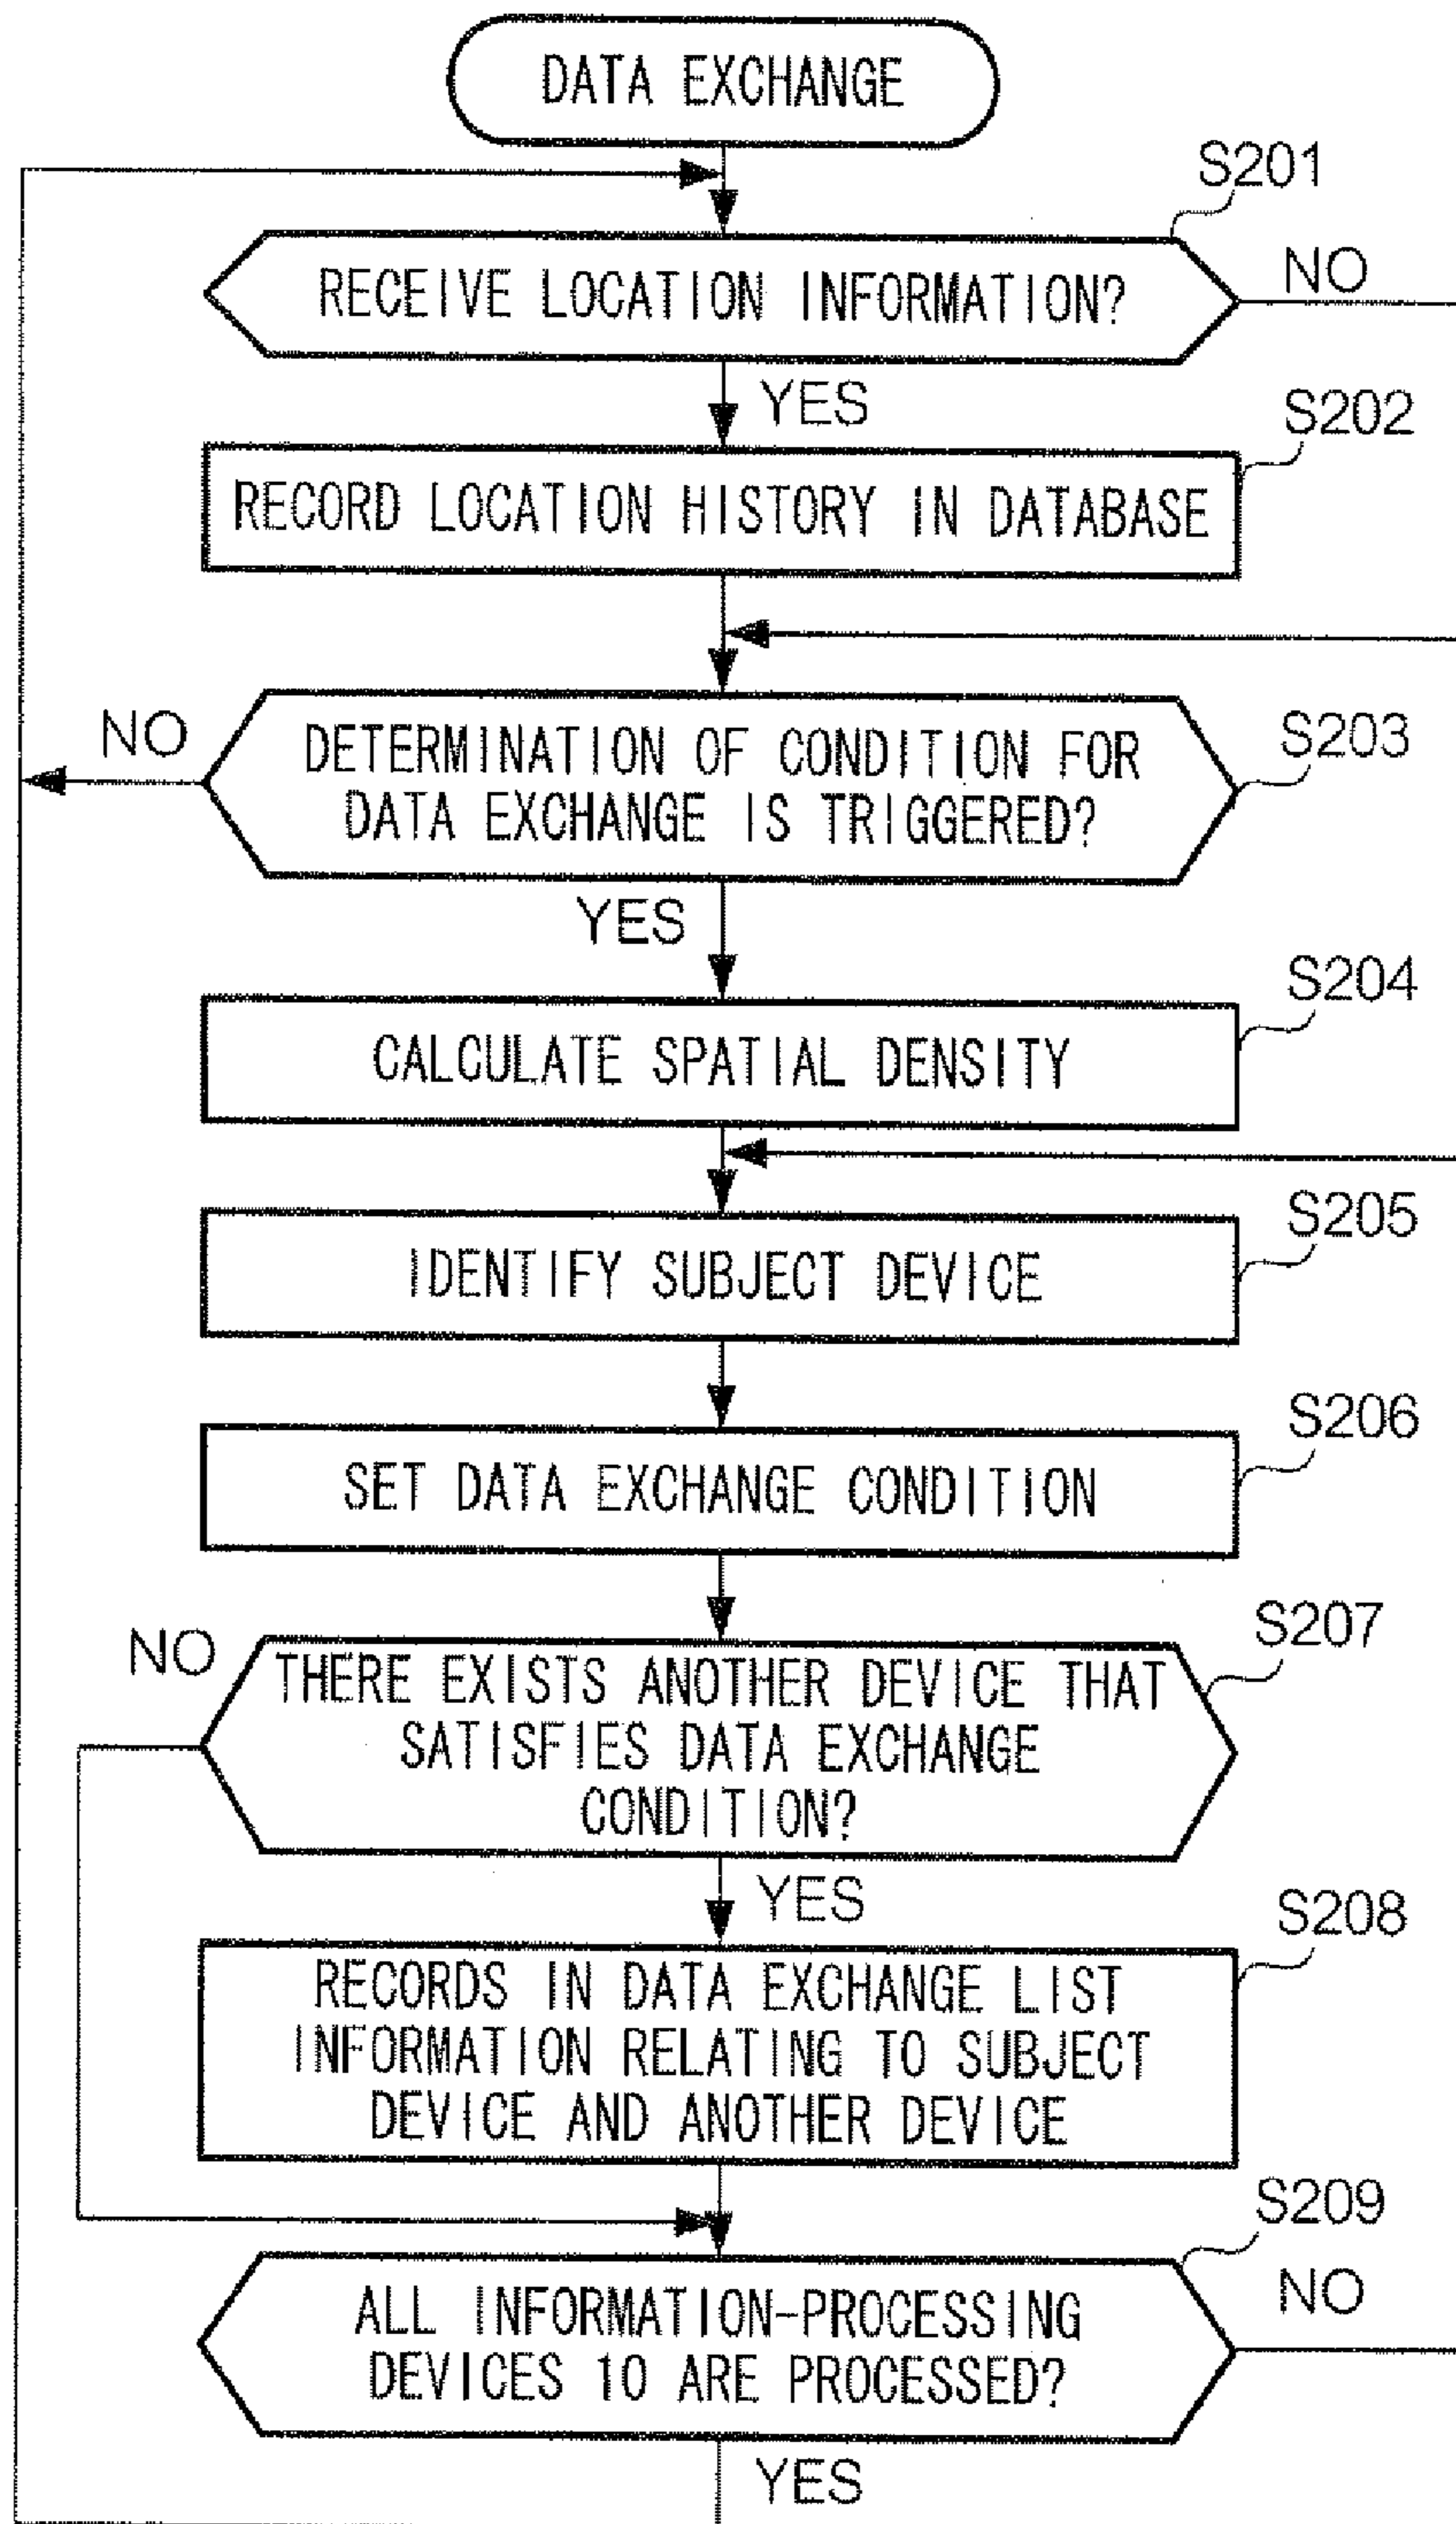 DATA EXCHANGE
S201
RECEIVE LOCATION INFORMATION?
NO
YES
S202
RECORD LOCATION HISTORY IN DATABASE
NO
DETERMINATION OF CONDITION FOR
DATA EXCHANGE IS TRIGGERED?
S203
YES
S204
CALCULATE SPATIAL DENSITY
S205
IDENTIFY SUBJECT DEVICE
S206
SET DATA EXCHANGE CONDITION
S207
NO
THERE EXISTS ANOTHER DEVICE THAT
SATISFIES DATA EXCHANGE
CONDITION?
YES
S208
RECORDS IN DATA EXCHANGE LIST
INFORMATION RELATING TO SUBJECT
DEVICE AND ANOTHER DEVICE
S209
ALL INFORMATION-PROCESSING
DEVICES 10 ARE PROCESSED?
NO
YES